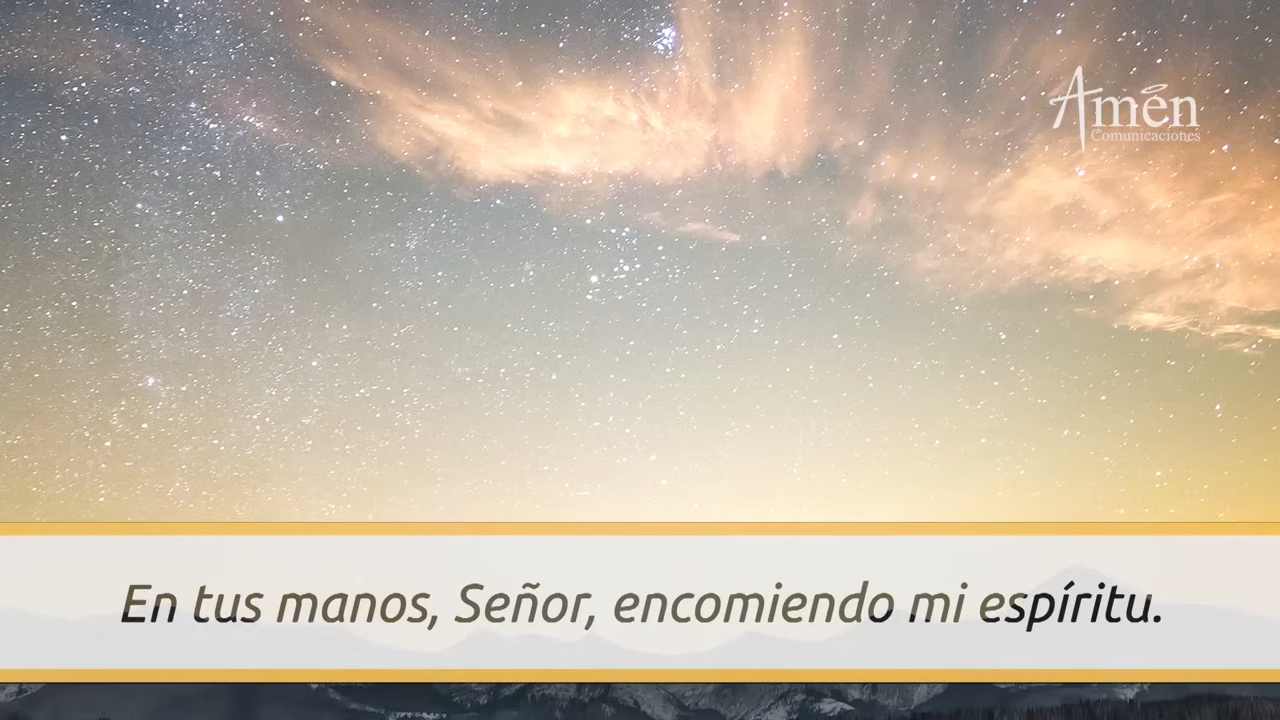 Amén
Comunicaciones
En tus manos, Señor, encomiendo mi espíritu.